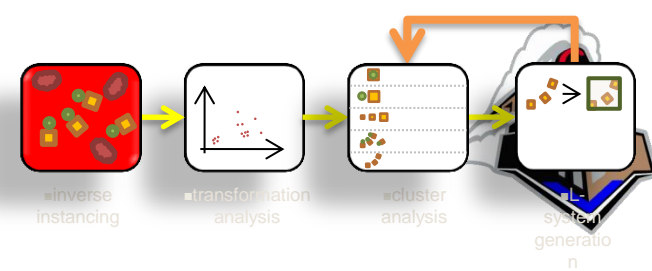 ▪inverse
instancing
▪transformation
analysis
▪cluster
analysis
▪L-
system
generatio
n